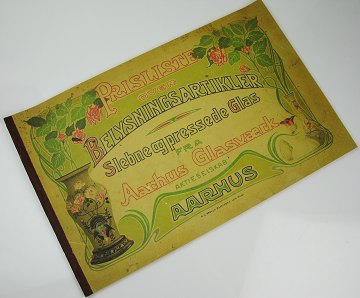 PRISLISTE
OVER
BELYSNINGSARTIKLER
Slebne og pressede Glas
FRA
Aarhus Glasværk
AKTIESELSKAB
AARHUS